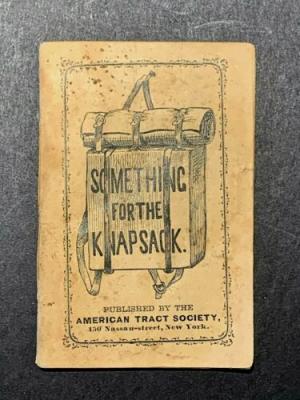 SOMETHING
FOR THE
KNAPSACK.
PUBLISHED BY THE
AMERICAN TRACT SOCIETY,
150 Nassau-street, New York.